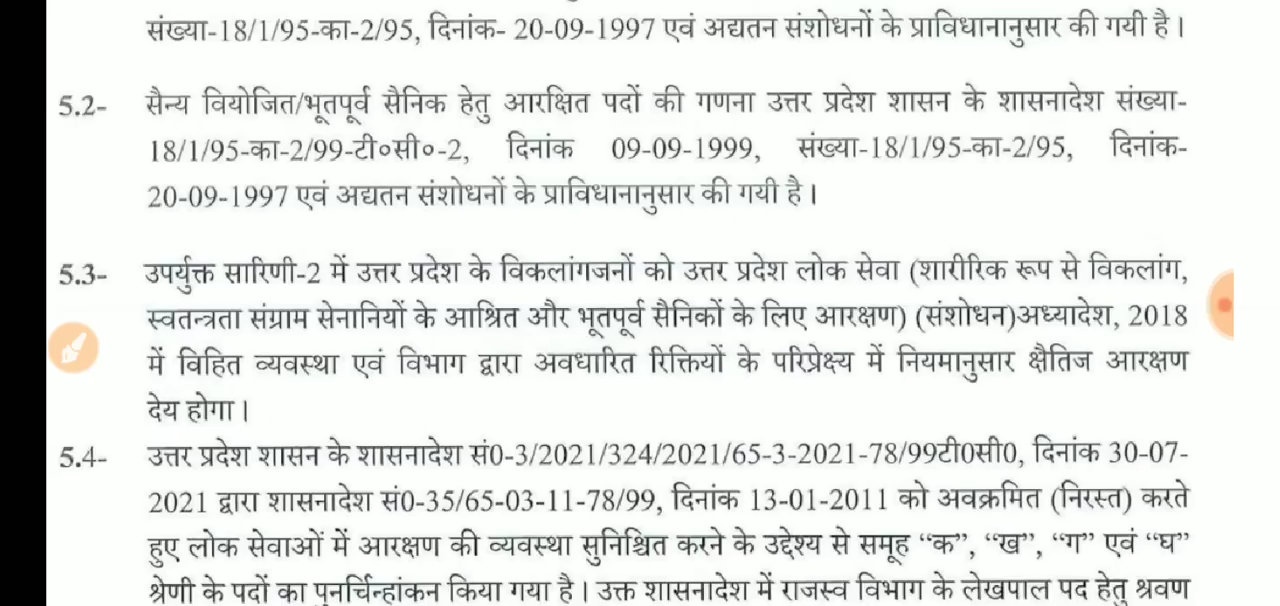 संख्या-18/1/95-का-2/95, दिनांक- 20-09-1997 एवं अद्यतन संशोधनों के प्राविधानानुसार की गयी है।
5.2- सैन्य वियोजित/भूतपूर्व सैनिक हेतु आरक्षित पदों की गणना उत्तर प्रदेश शासन के शासनादेश संख्या-
18/1/95-का-2/99-टी०सी०-2, दिनांक 09-09-1999, संख्या-18/1/95-का-2/95, दिनांक-
20-09-1997 एवं अद्यतन संशोधनों के प्राविधानानुसार की गयी है।
5.3- उपर्युक्त सारिणी-2 में उत्तर प्रदेश के विकलांगजनों को उत्तर प्रदेश लोक सेवा (शारीरिक रूप से विकलांग,
स्वतन्त्रता संग्राम सेनानियों के आश्रित और भूतपूर्व सैनिकों के लिए आरक्षण) (संशोधन)अध्यादेश, 2018
में विहित व्यवस्था एवं विभाग द्वारा अवधारित रिक्तियों के परिप्रेक्ष्य में नियमानुसार क्षैतिज आरक्षण
देय होगा।
5.4- उत्तर प्रदेश शासन के शासनादेश सं0-3/2021/324/2021/65-3-2021-78/99टी0सी0, दिनांक 30-07-
2021 द्वारा शासनादेश सं0-35/65-03-11-78/99, दिनांक 13-01-2011 को अवक्रमित (निरस्त) करते
हुए लोक सेवाओं में आरक्षण की व्यवस्था सुनिश्चित करने के उद्देश्य से समूह “क”, “ख”, “ग” एवं “घ”
श्रेणी के पदों का पुनर्चिन्हांकन किया गया है। उक्त शासनादेश में राजस्व विभाग के लेखपाल पद हेतु श्रवण